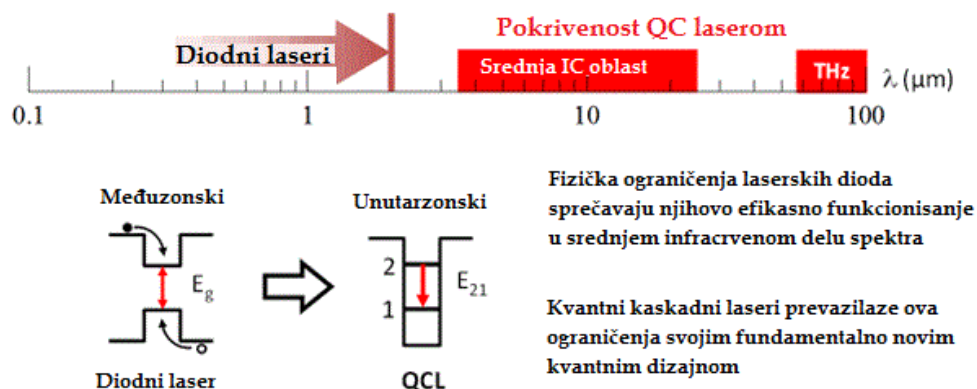 Pokrivenost QC laserom
Diodni laseri
Srednja IC oblast
THz
λ (µm)
0.1 1 10 100
Međuzonski
Unutarzonski
E_g
2
1
E_21
Diodni laser
QCL
Fizička ograničenja laserskih dioda
sprečavaju njihovo efikasno funkcionisanje
u srednjem infracrvenom delu spektra
Kvantni kaskadni laseri prevazilaze ova
ograničenja svojim fundamentalno novim
kvantnim dizajnom